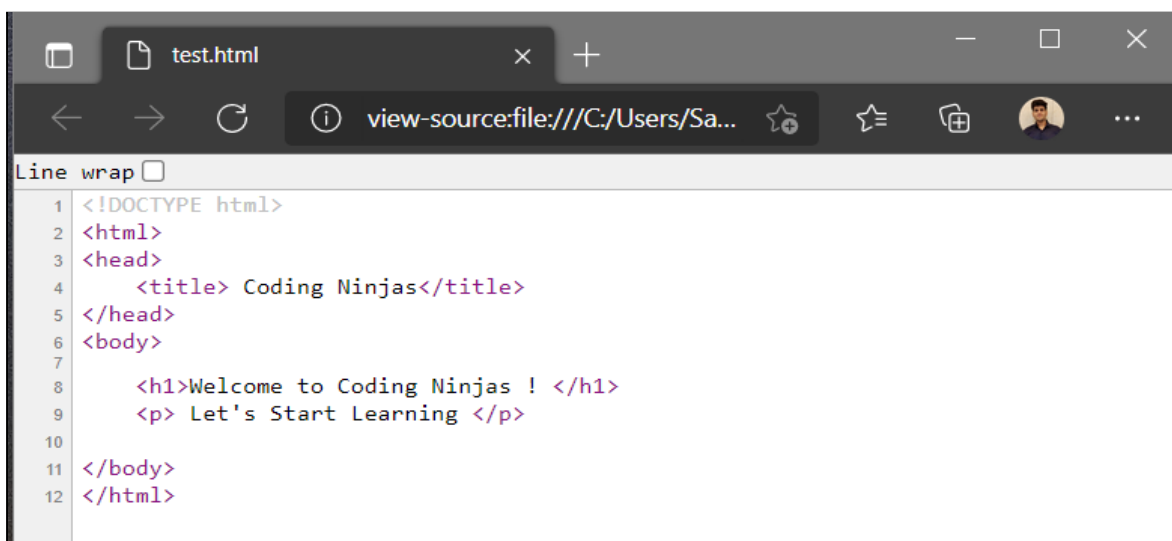 test.html
view-source:file:///C:/Users/Sa...
Line wrap
1 <!DOCTYPE html>
2 <html>
3 <head>
4     <title> Coding Ninjas</title>
5 </head>
6 <body>
7
8     <h1>Welcome to Coding Ninjas ! </h1>
9     <p> Let's Start Learning </p>
10
11 </body>
12 </html>